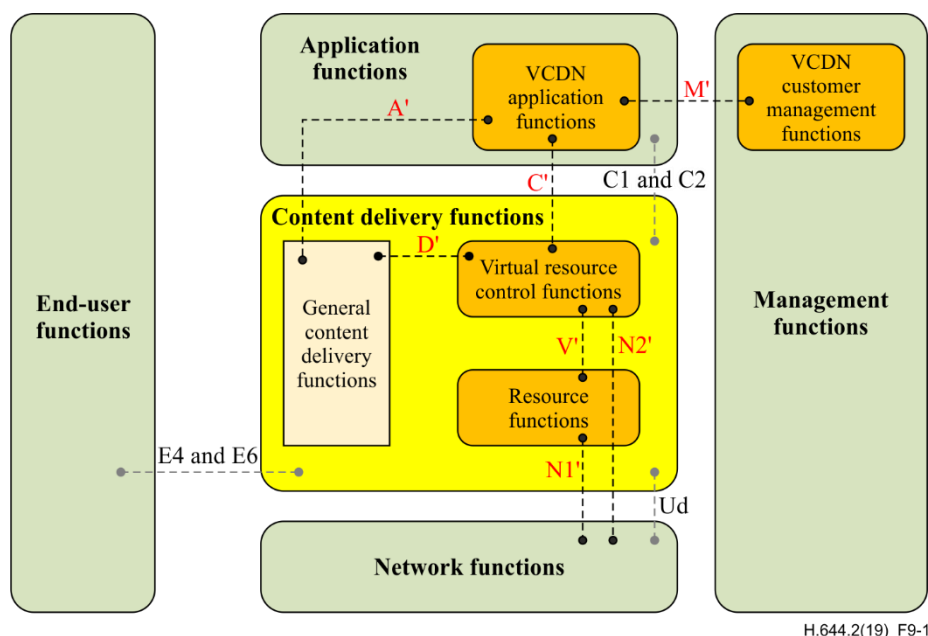 Application
functions
VCDN
application
functions
M'
VCDN
customer
management
functions
A'
C'
C1 and C2
Content delivery functions
D'
Virtual resource
control functions
General
content
delivery
functions
End-user
functions
Management
functions
V'
N2'
Resource
functions
E4 and E6
N1'
Ud
Network functions
H.644.2(19)_F9-1